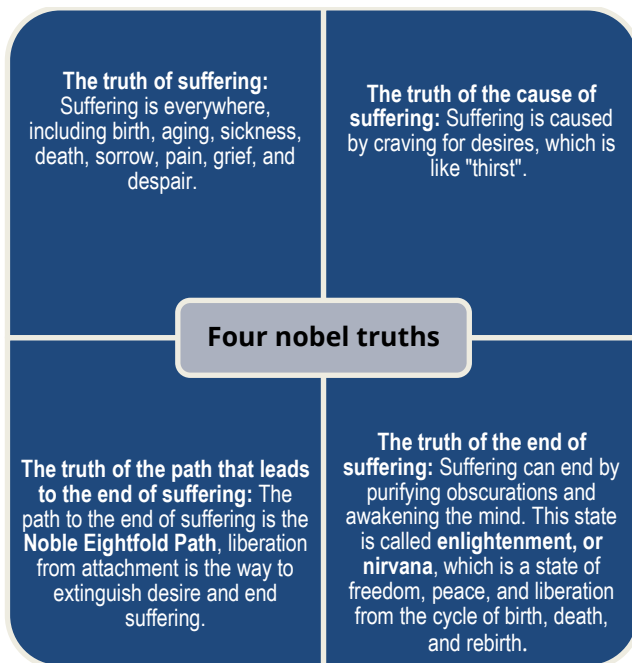 The truth of suffering:
Suffering is everywhere,
including birth, aging, sickness,
death, sorrow, pain, grief, and
despair.
The truth of the cause of
suffering: Suffering is caused
by craving for desires, which is
like "thirst".
Four nobel truths
The truth of the path that leads
to the end of suffering: The
path to the end of suffering is the
Noble Eightfold Path, liberation
from attachment is the way to
extinguish desire and end
suffering.
The truth of the end of
suffering: Suffering can end by
purifying obscurations and
awakening the mind. This state
is called enlightenment, or
nirvana, which is a state of
freedom, peace, and liberation
from the cycle of birth, death,
and rebirth.